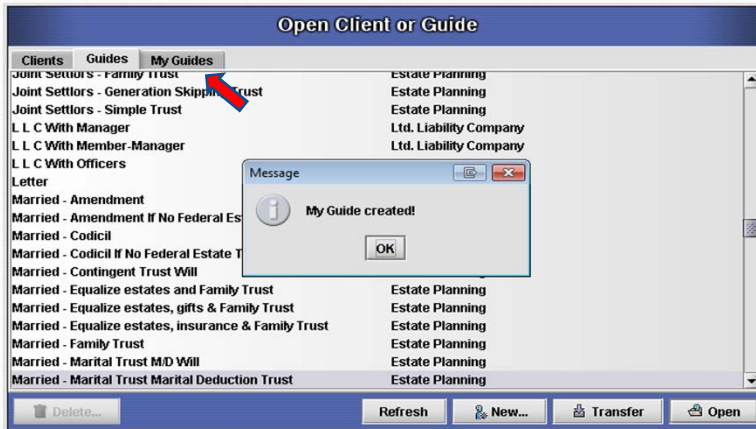 Open Client or Guide
Clients Guides My Guides
Joint Settlors - Family Trust Estate Planning
Joint Settlors - Generation Skipping Trust Estate Planning
Joint Settlors - Simple Trust Estate Planning
L L C With Manager Ltd. Liability Company
L L C With Member-Manager Ltd. Liability Company
L L C With Officers
Letter
Married - Amendment
Married - Amendment If No Federal Es
Married - Codicil
Married - Codicil If No Federal Estate T
Married - Contingent Trust Will
Married - Equalize estates and Family Trust Estate Planning
Married - Equalize estates, gifts & Family Trust Estate Planning
Married - Equalize estates, insurance & Family Trust Estate Planning
Married - Family Trust Estate Planning
Married - Marital Trust M/D Will Estate Planning
Married - Marital Trust Marital Deduction Trust Estate Planning
Message
My Guide created!
OK
Delete... Refresh New... Transfer Open